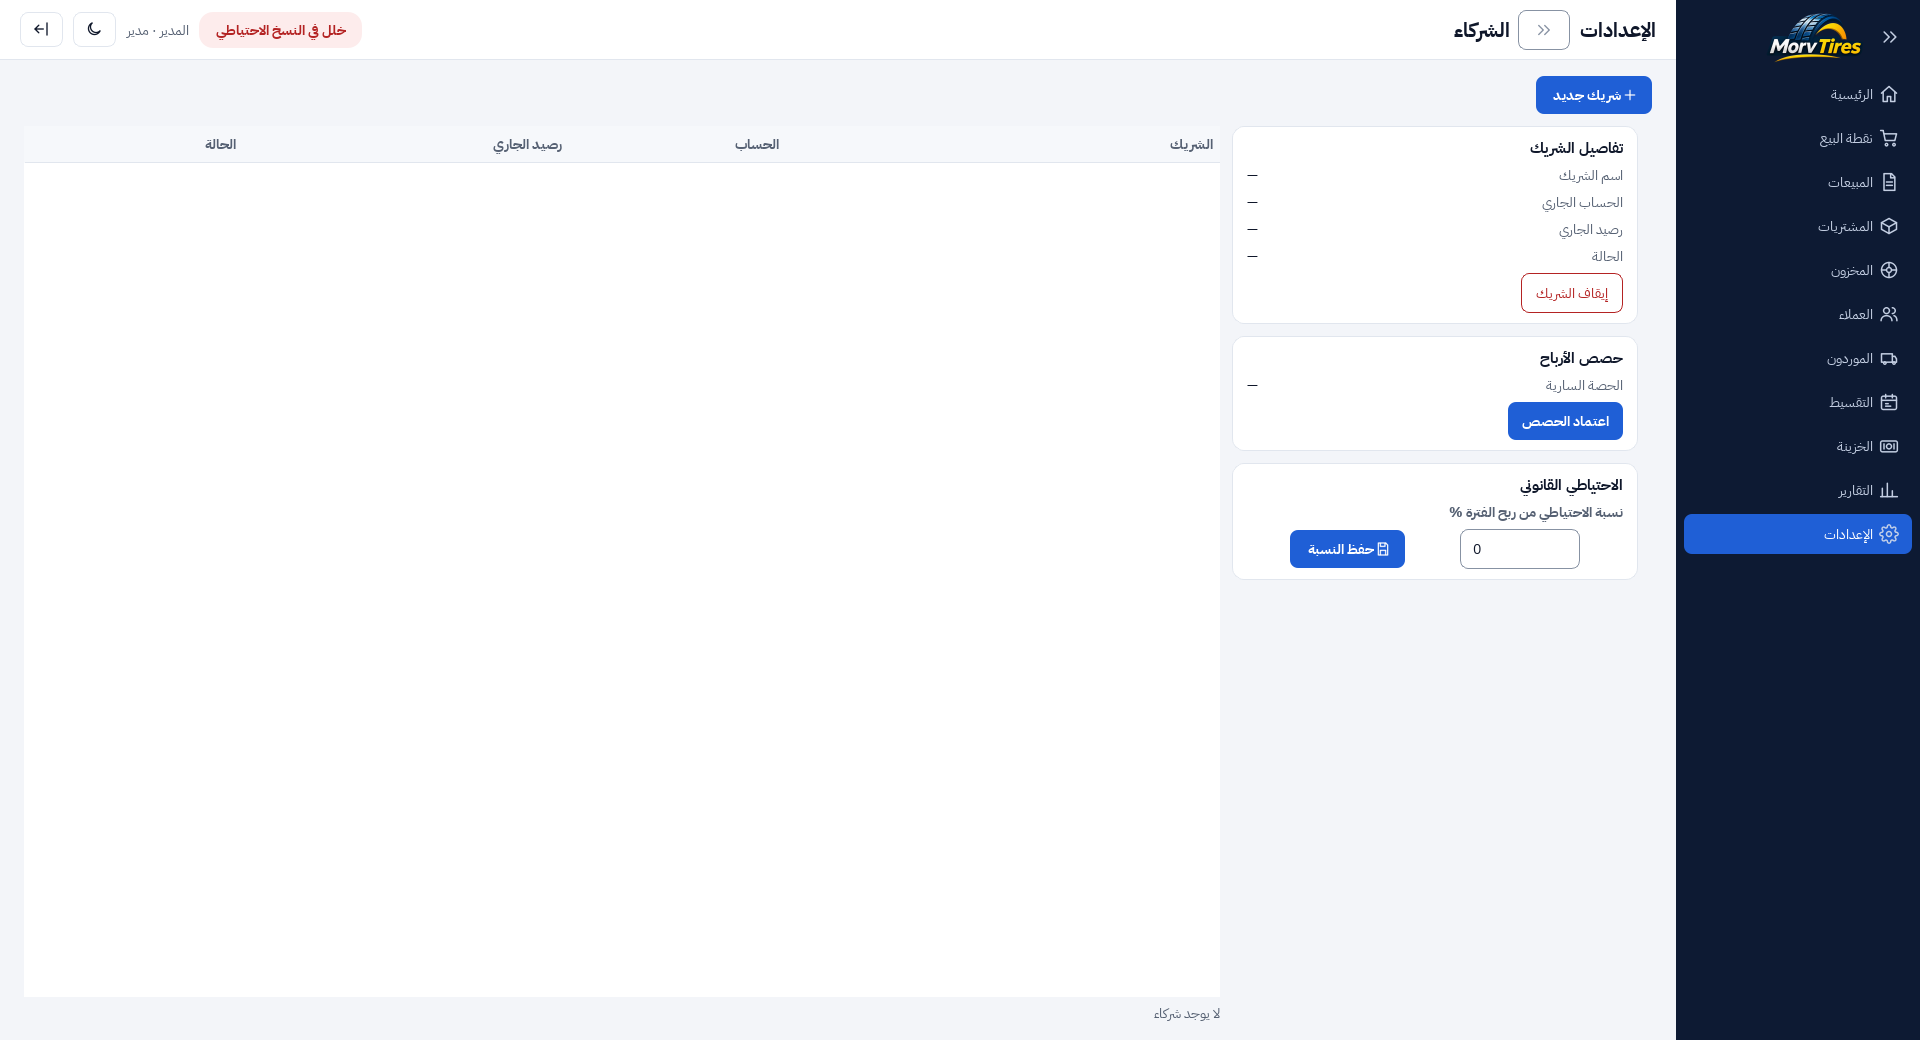 MorvTires
الرئيسية
نقطة البيع
المبيعات
المشتريات
المخزون
العملاء
الموردون
التقسيط
الخزينة
التقارير
الإعدادات
الإعدادات
الشركاء
خلل في النسخ الاحتياطي
المدير · مدير
شريك جديد
تفاصيل الشريك
اسم الشريك —
الحساب الجاري —
رصيد الجاري —
الحالة —
إيقاف الشريك
حصص الأرباح
الحصة السارية —
اعتماد الحصص
الاحتياطي القانوني
نسبة الاحتياطي من ربح الفترة %
0
حفظ النسبة
الشريك الحساب رصيد الجاري الحالة
لا يوجد شركاء